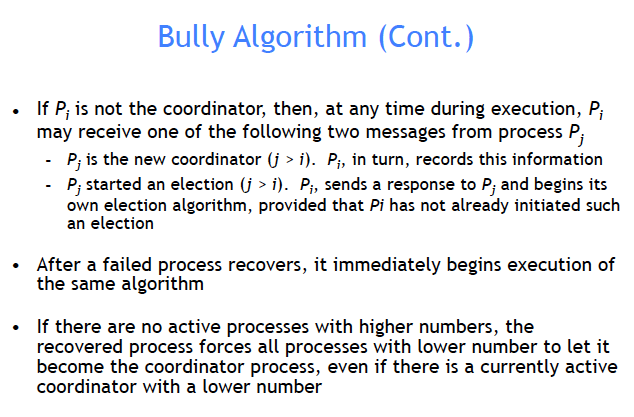 Bully Algorithm (Cont.)
• If Pi is not the coordinator, then, at any time during execution, Pi
may receive one of the following two messages from process Pj
- Pj is the new coordinator (j > i). Pi, in turn, records this information
- Pj started an election (j > i). Pi, sends a response to Pj and begins its
own election algorithm, provided that Pi has not already initiated such
an election
• After a failed process recovers, it immediately begins execution of
the same algorithm
• If there are no active processes with higher numbers, the
recovered process forces all processes with lower number to let it
become the coordinator process, even if there is a currently active
coordinator with a lower number